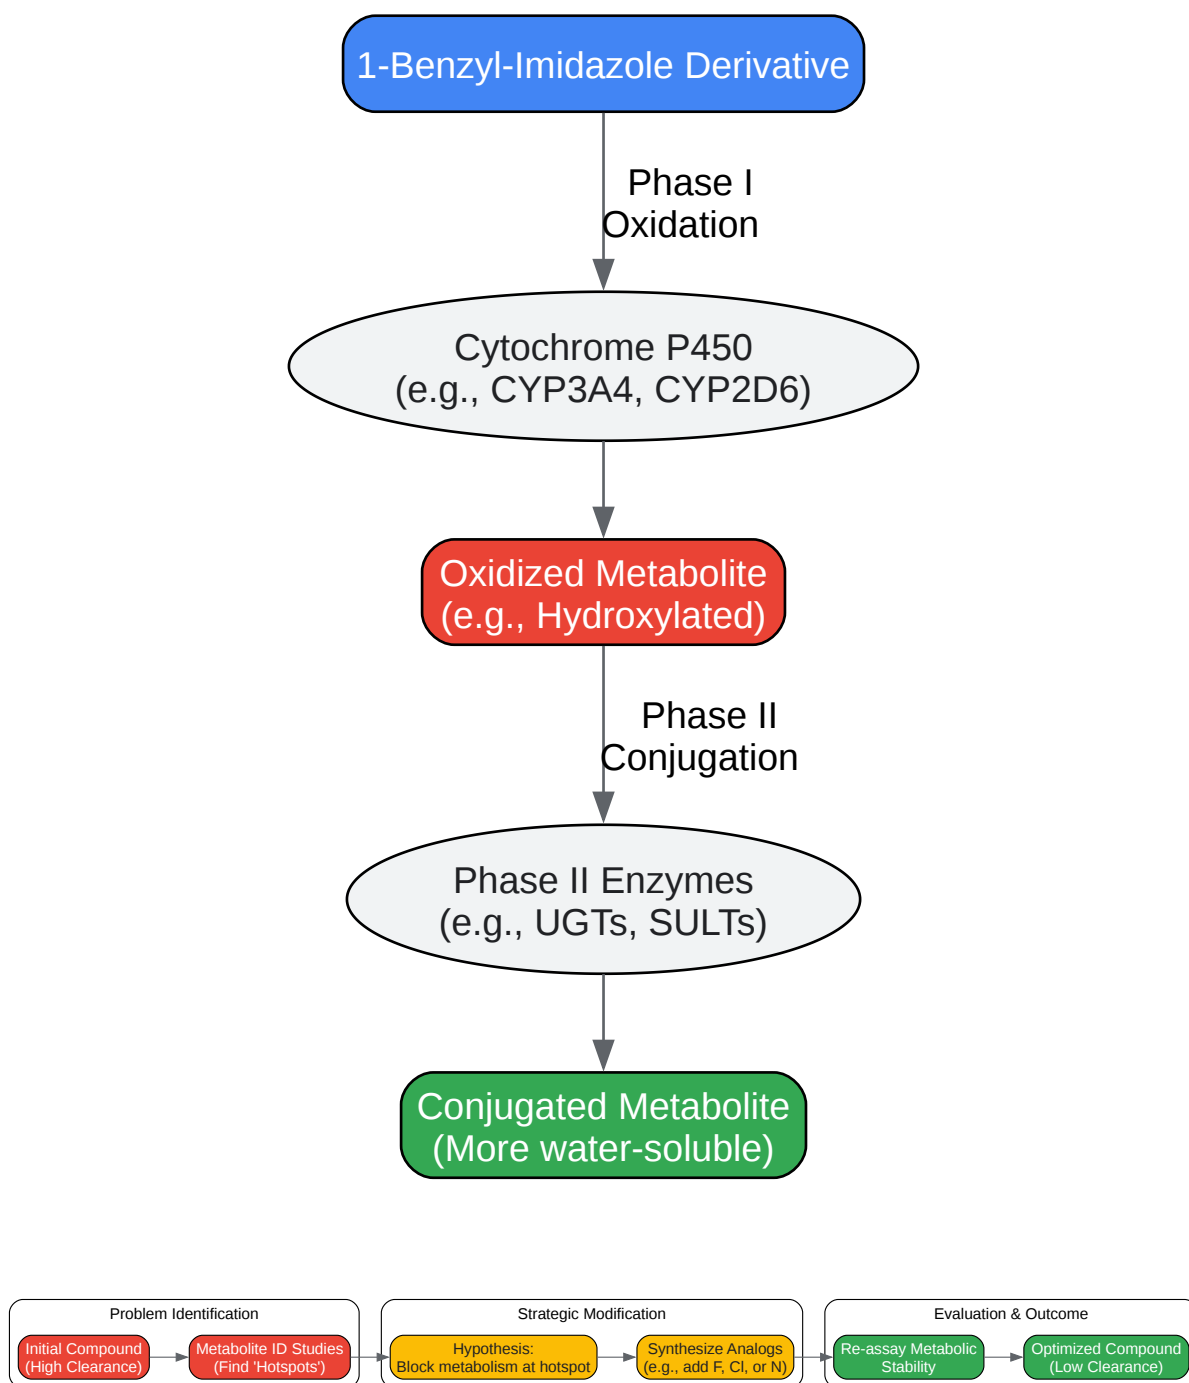 1-Benzyl-Imidazole Derivative
Phase I
Oxidation
Cytochrome P450
(e.g., CYP3A4, CYP2D6)
Oxidized Metabolite
(e.g., Hydroxylated)
Phase II
Conjugation
Phase II Enzymes
(e.g., UGTs, SULTs)
Conjugated Metabolite
(More water-soluble)
Problem Identification
Initial Compound
(High Clearance)
Metabolite ID Studies
(Find 'Hotspots')
Strategic Modification
Hypothesis:
Block metabolism at hotspot
Synthesize Analogs
(e.g., add F, Cl, or N)
Evaluation & Outcome
Re-assay Metabolic
Stability
Optimized Compound
(Low Clearance)